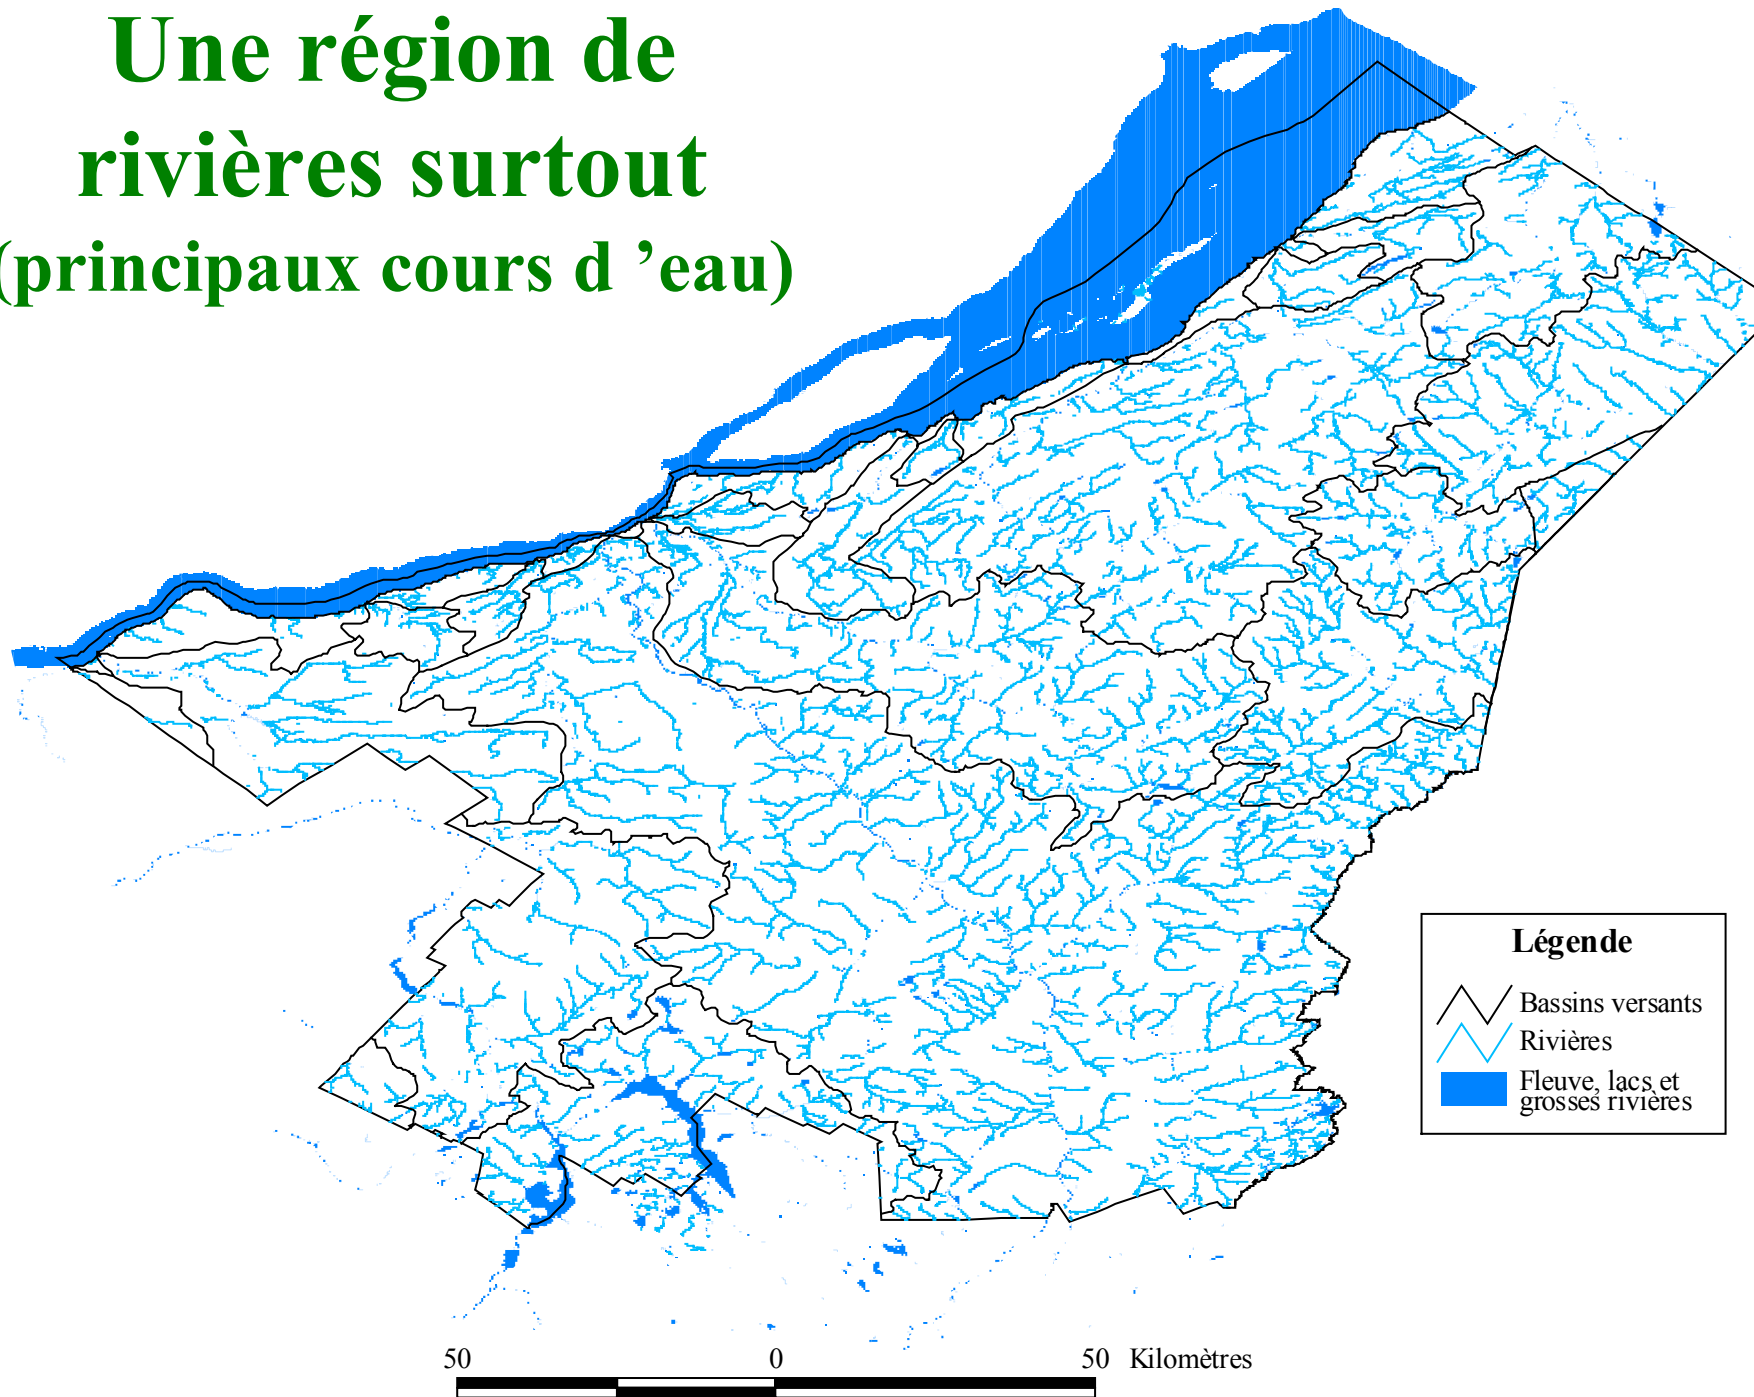 Une région de
rivières surtout
(principaux cours d ’eau)
Légende
Bassins versants
Rivières
Fleuve, lacs et
grosses rivières
50 0 50 Kilomètres